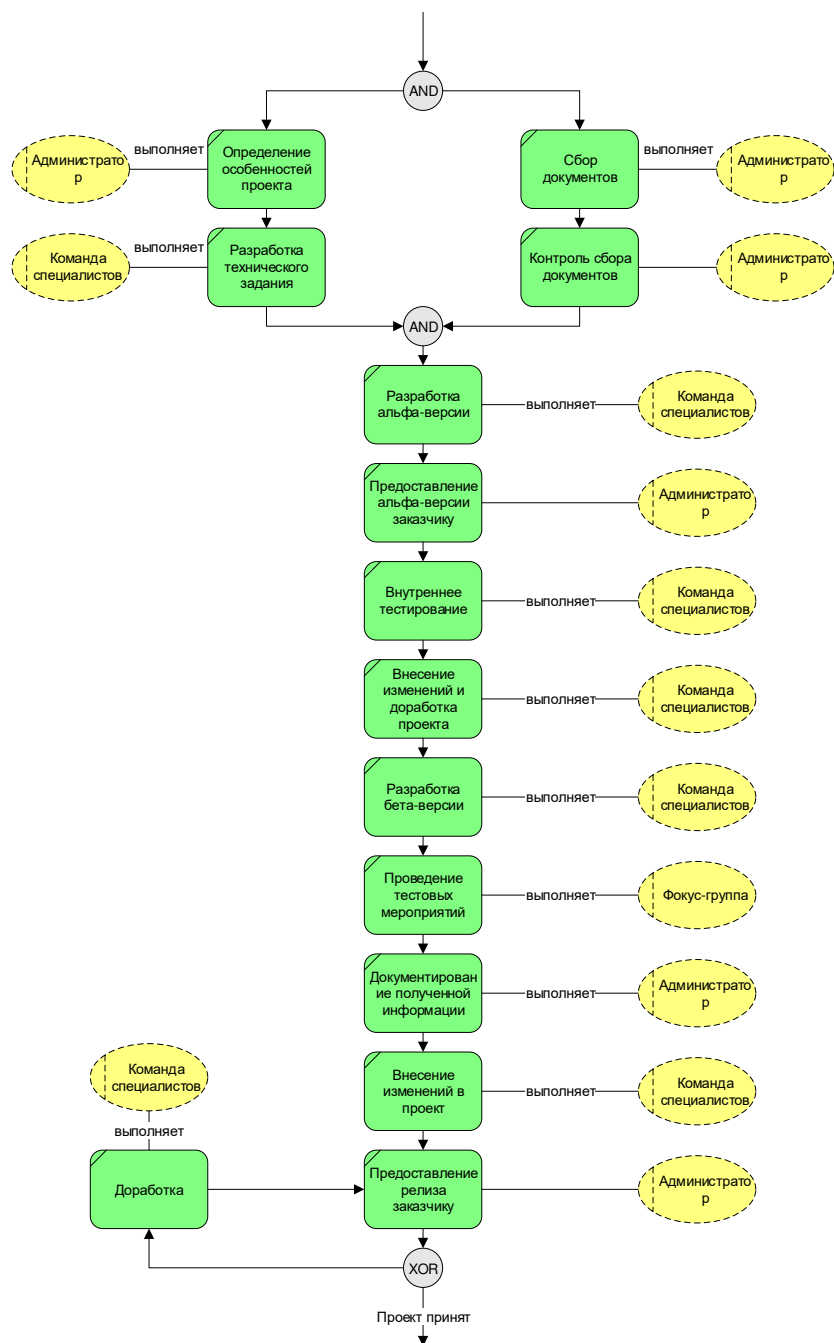 AND
выполняет
Администрато
р
Определение
особенностей
проекта
Сбор
документов
выполняет
Администрато
р
Команда
специалистов
выполняет
Разработка
технического
задания
Контроль сбора
документов
Администрато
р
AND
Разработка
альфа-версии
выполняет
Команда
специалистов
Предоставление
альфа-версии
заказчику
Администрато
р
Внутреннее
тестирование
выполняет
Команда
специалистов
Внесение
изменений и
доработка
проекта
выполняет
Команда
специалистов
Разработка
бета-версии
выполняет
Команда
специалистов
Проведение
тестовых
мероприятий
выполняет
Фокус-группа
Документирован
ие полученной
информации
выполняет
Администрато
р
Команда
специалистов
выполняет
Внесение
изменений в
проект
выполняет
Команда
специалистов
Доработка
Предоставление
релиза
заказчику
Администрато
р
XOR
Проект принят